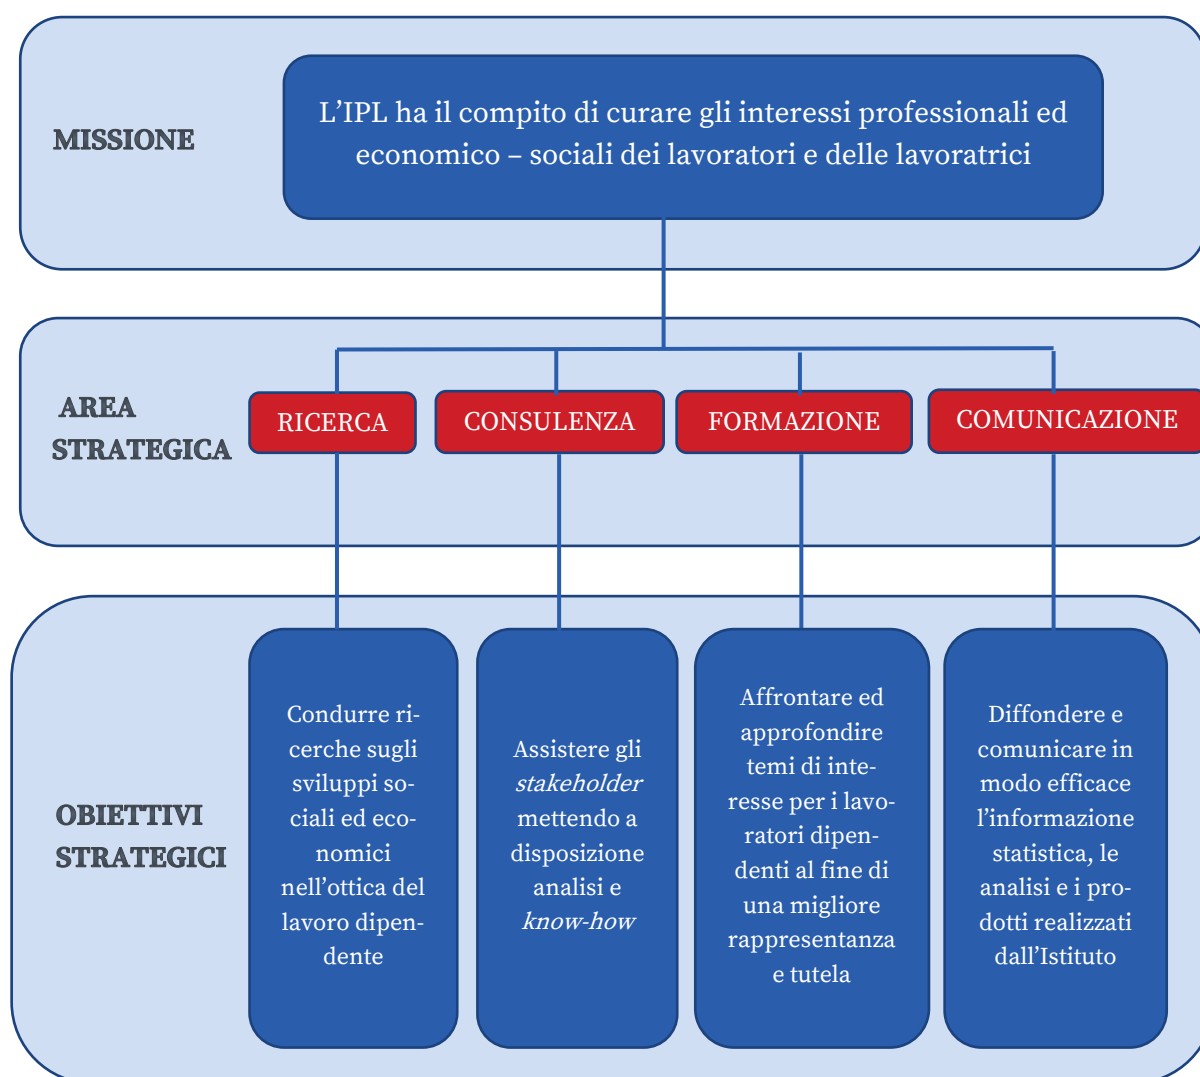 MISSIONE
L’IPL ha il compito di curare gli interessi professionali ed
economico – sociali dei lavoratori e delle lavoratrici
AREA
STRATEGICA
RICERCA
CONSULENZA
FORMAZIONE
COMUNICAZIONE
OBIETTIVI
STRATEGICI
Condurre ri-
cerche sugli
sviluppi so-
ciali ed eco-
nomici
nell’ottica del
lavoro dipen-
dente
Assistere gli
stakeholder
mettendo a
disposizione
analisi e
know-how
Affrontare ed
approfondire
temi di inte-
resse per i lavo-
ratori dipen-
denti al fine di
una migliore
rappresentanza
e tutela
Diffondere e
comunicare in
modo efficace
l’informazione
statistica, le
analisi e i pro-
dotti realizzati
dall’Istituto